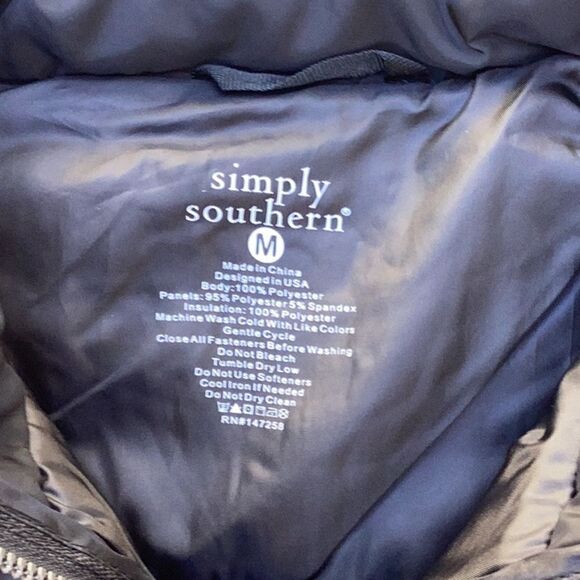 simply
southern®
M
Made in China
Designed in USA
Body:100% Polyester
Panels: 95% Polyester 5% Spandex
Insulation: 100% Polyester
Machine Wash Cold With Like Colors
Gentle Cycle
Close All Fasteners Before Washing
Do Not Bleach
Tumble Dry Low
Do Not Use Softeners
Cool Iron If Needed
Do Not Dry Clean
RN#147258